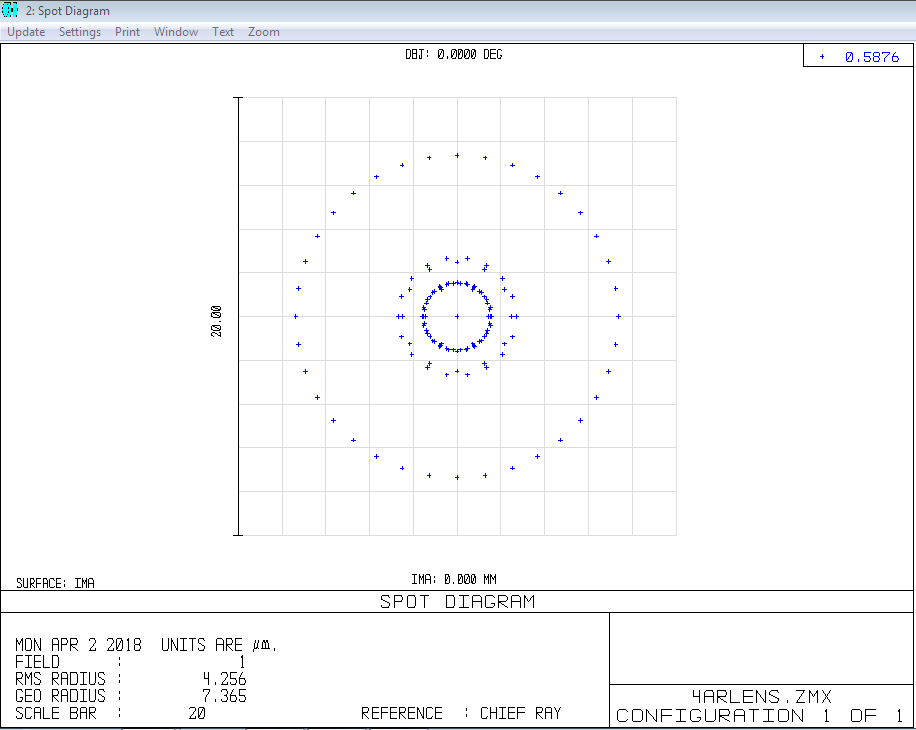 2: Spot Diagram
Update Settings Print Window Text Zoom
OBJ: 0.0000 DEG
+ 0.5876
20.00
SURFACE: IMA
IMA: 0.000 MM
SPOT DIAGRAM
MON APR 2 2018 UNITS ARE µm.
FIELD : 1
RMS RADIUS : 4.256
GEO RADIUS : 7.365
SCALE BAR : 20 REFERENCE : CHIEF RAY
4ARLENS.ZMX
CONFIGURATION 1 OF 1